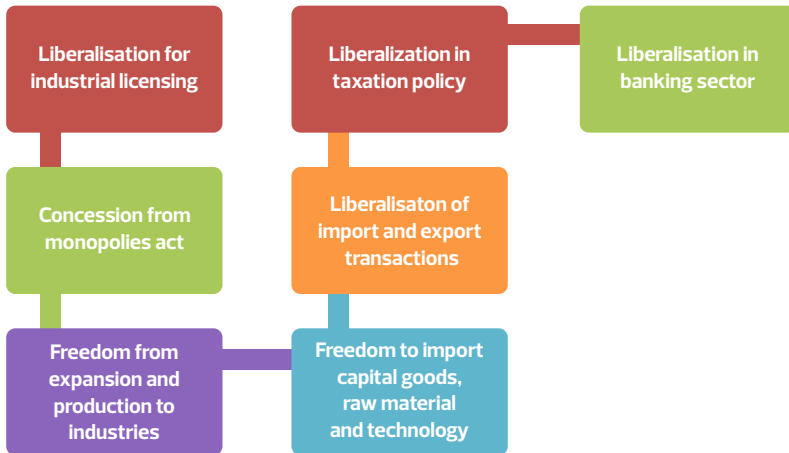 Liberalisation for
industrial licensing
Concession from
monopolies act
Freedom from
expansion and
production to
industries
Freedom to import
capital goods,
raw material
and technology
Liberalisaton of
import and export
transactions
Liberalization in
taxation policy
Liberalisation in
banking sector